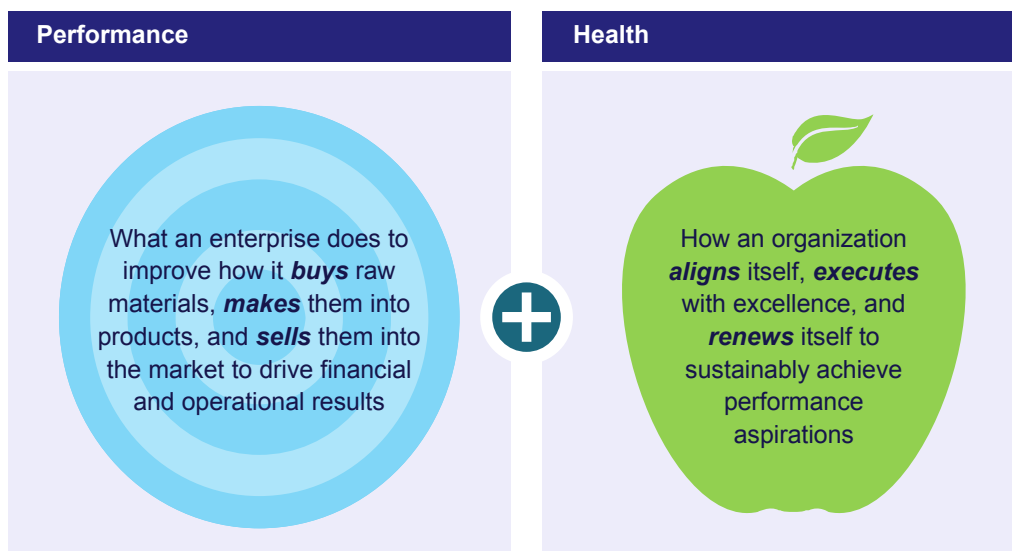 Performance
What an enterprise does to
improve how it buys raw
materials, makes them into
products, and sells them into
the market to drive financial
and operational results
Health
How an organization
aligns itself, executes
with excellence, and
renews itself to
sustainably achieve
performance
aspirations